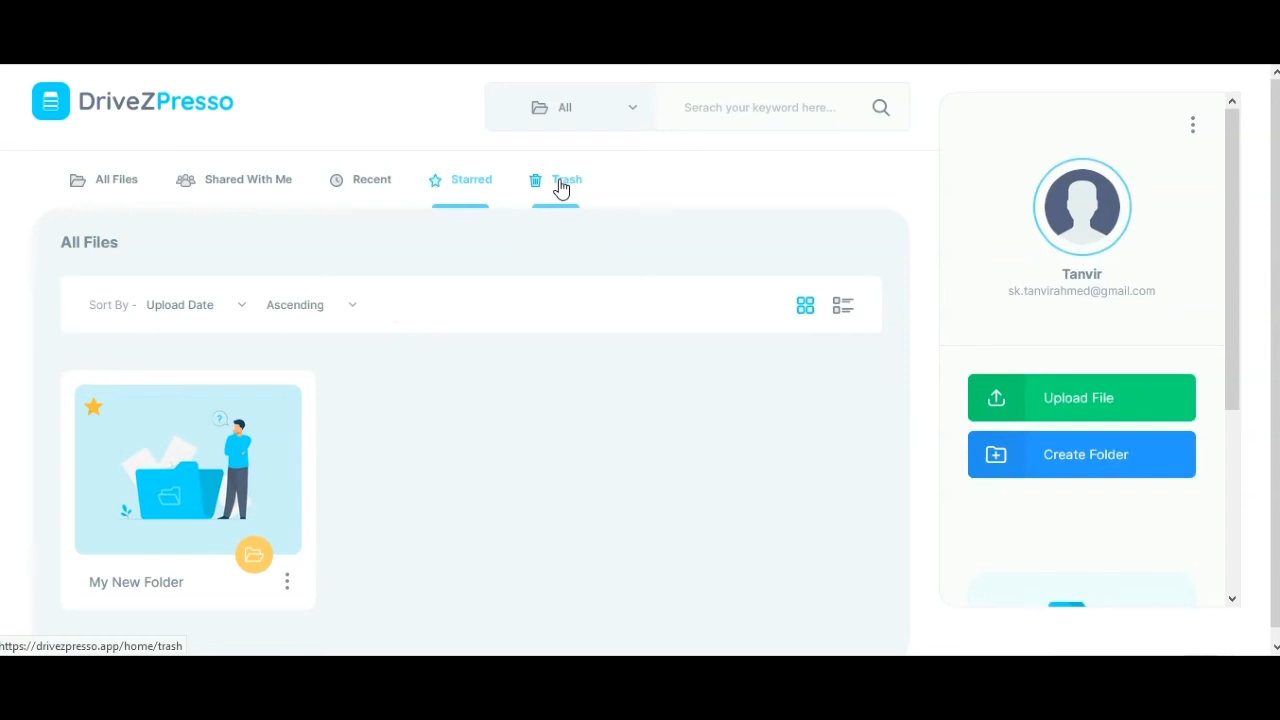 DriveZPresso
All
Serach your keyword here...
All Files
Shared With Me
Recent
Starred
Trash
All Files
Sort By - Upload Date
Ascending
?
My New Folder
Tanvir
sk.tanvirahmed@gmail.com
Upload File
Create Folder
https://drivezpresso.app/home/trash